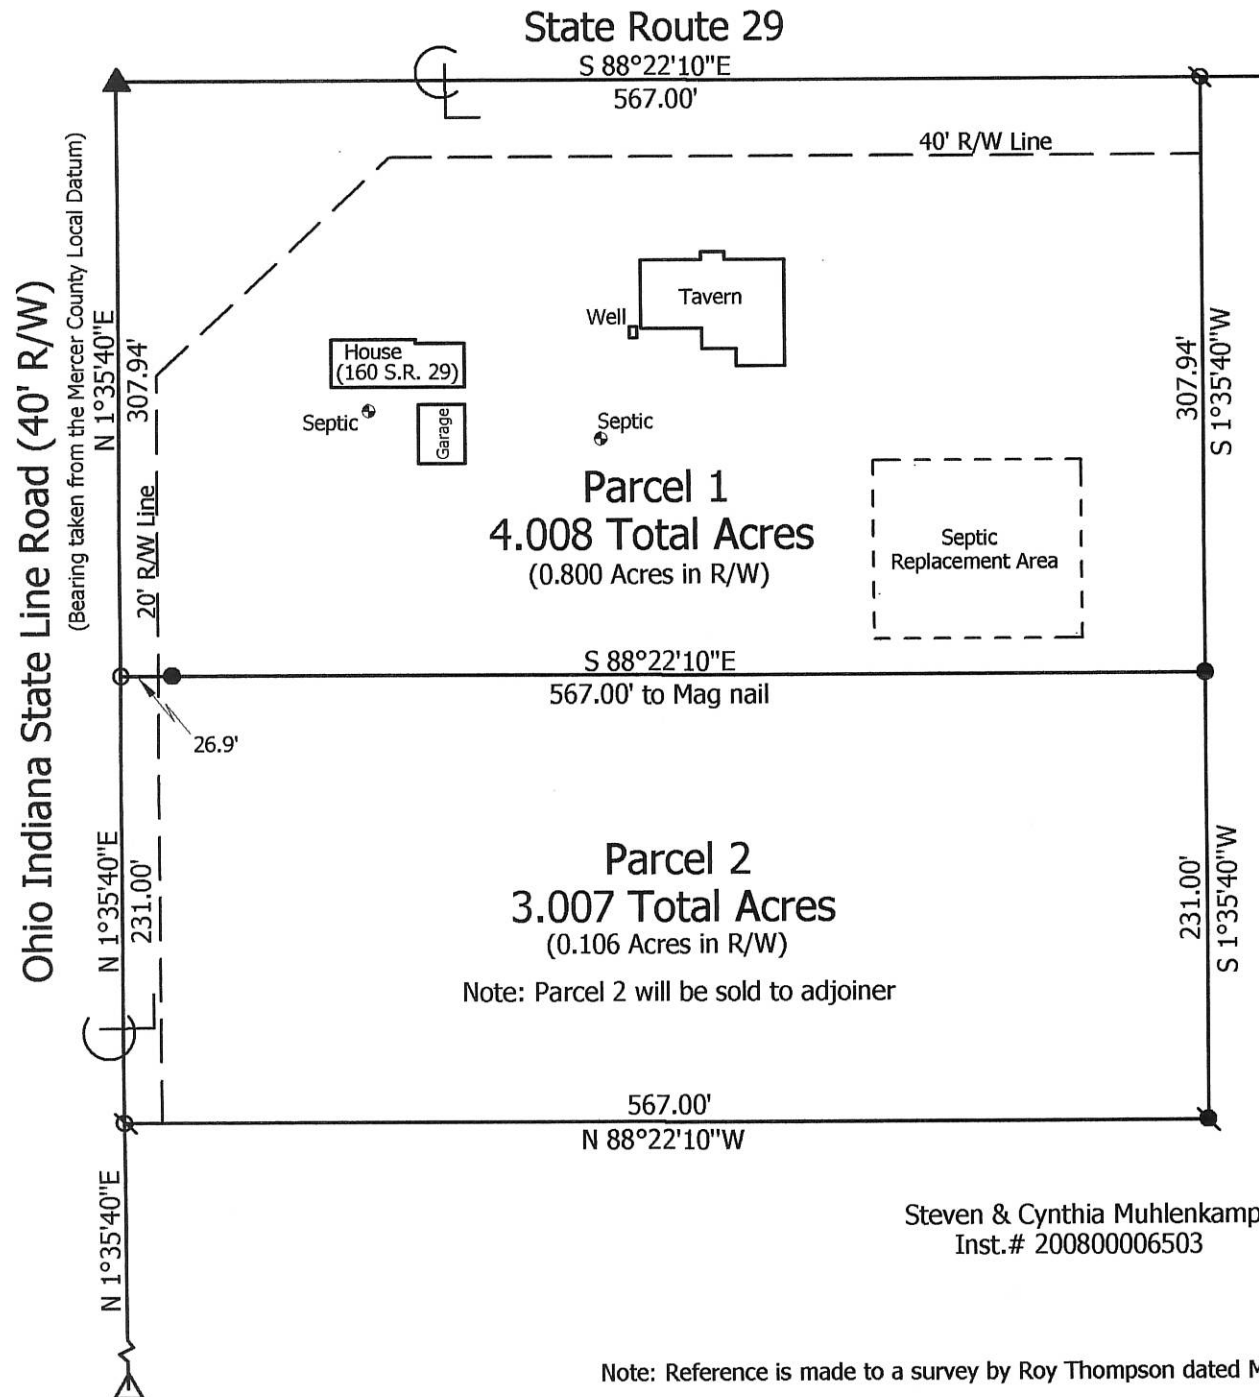 State Route 29
S 88°22'10"E
567.00'
40' R/W Line
Ohio Indiana State Line Road (40' R/W)
(Bearing taken from the Mercer County Local Datum)
N 1°35'40"E
307.94'
20' R/W Line
Tavern
Well
House
(160 S.R. 29)
Septic
Garage
Septic
307.94'
S 1°35'40"W
Parcel 1
4.008 Total Acres
(0.800 Acres in R/W)
Septic
Replacement Area
S 88°22'10"E
567.00' to Mag nail
26.9'
N 1°35'40"E
231.00'
Parcel 2
3.007 Total Acres
(0.106 Acres in R/W)
Note: Parcel 2 will be sold to adjoiner
231.00'
S 1°35'40"W
567.00'
N 88°22'10"W
N 1°35'40"E
Steven & Cynthia Muhlenkamp
Inst.# 200800006503
Note: Reference is made to a survey by Roy Thompson dated M